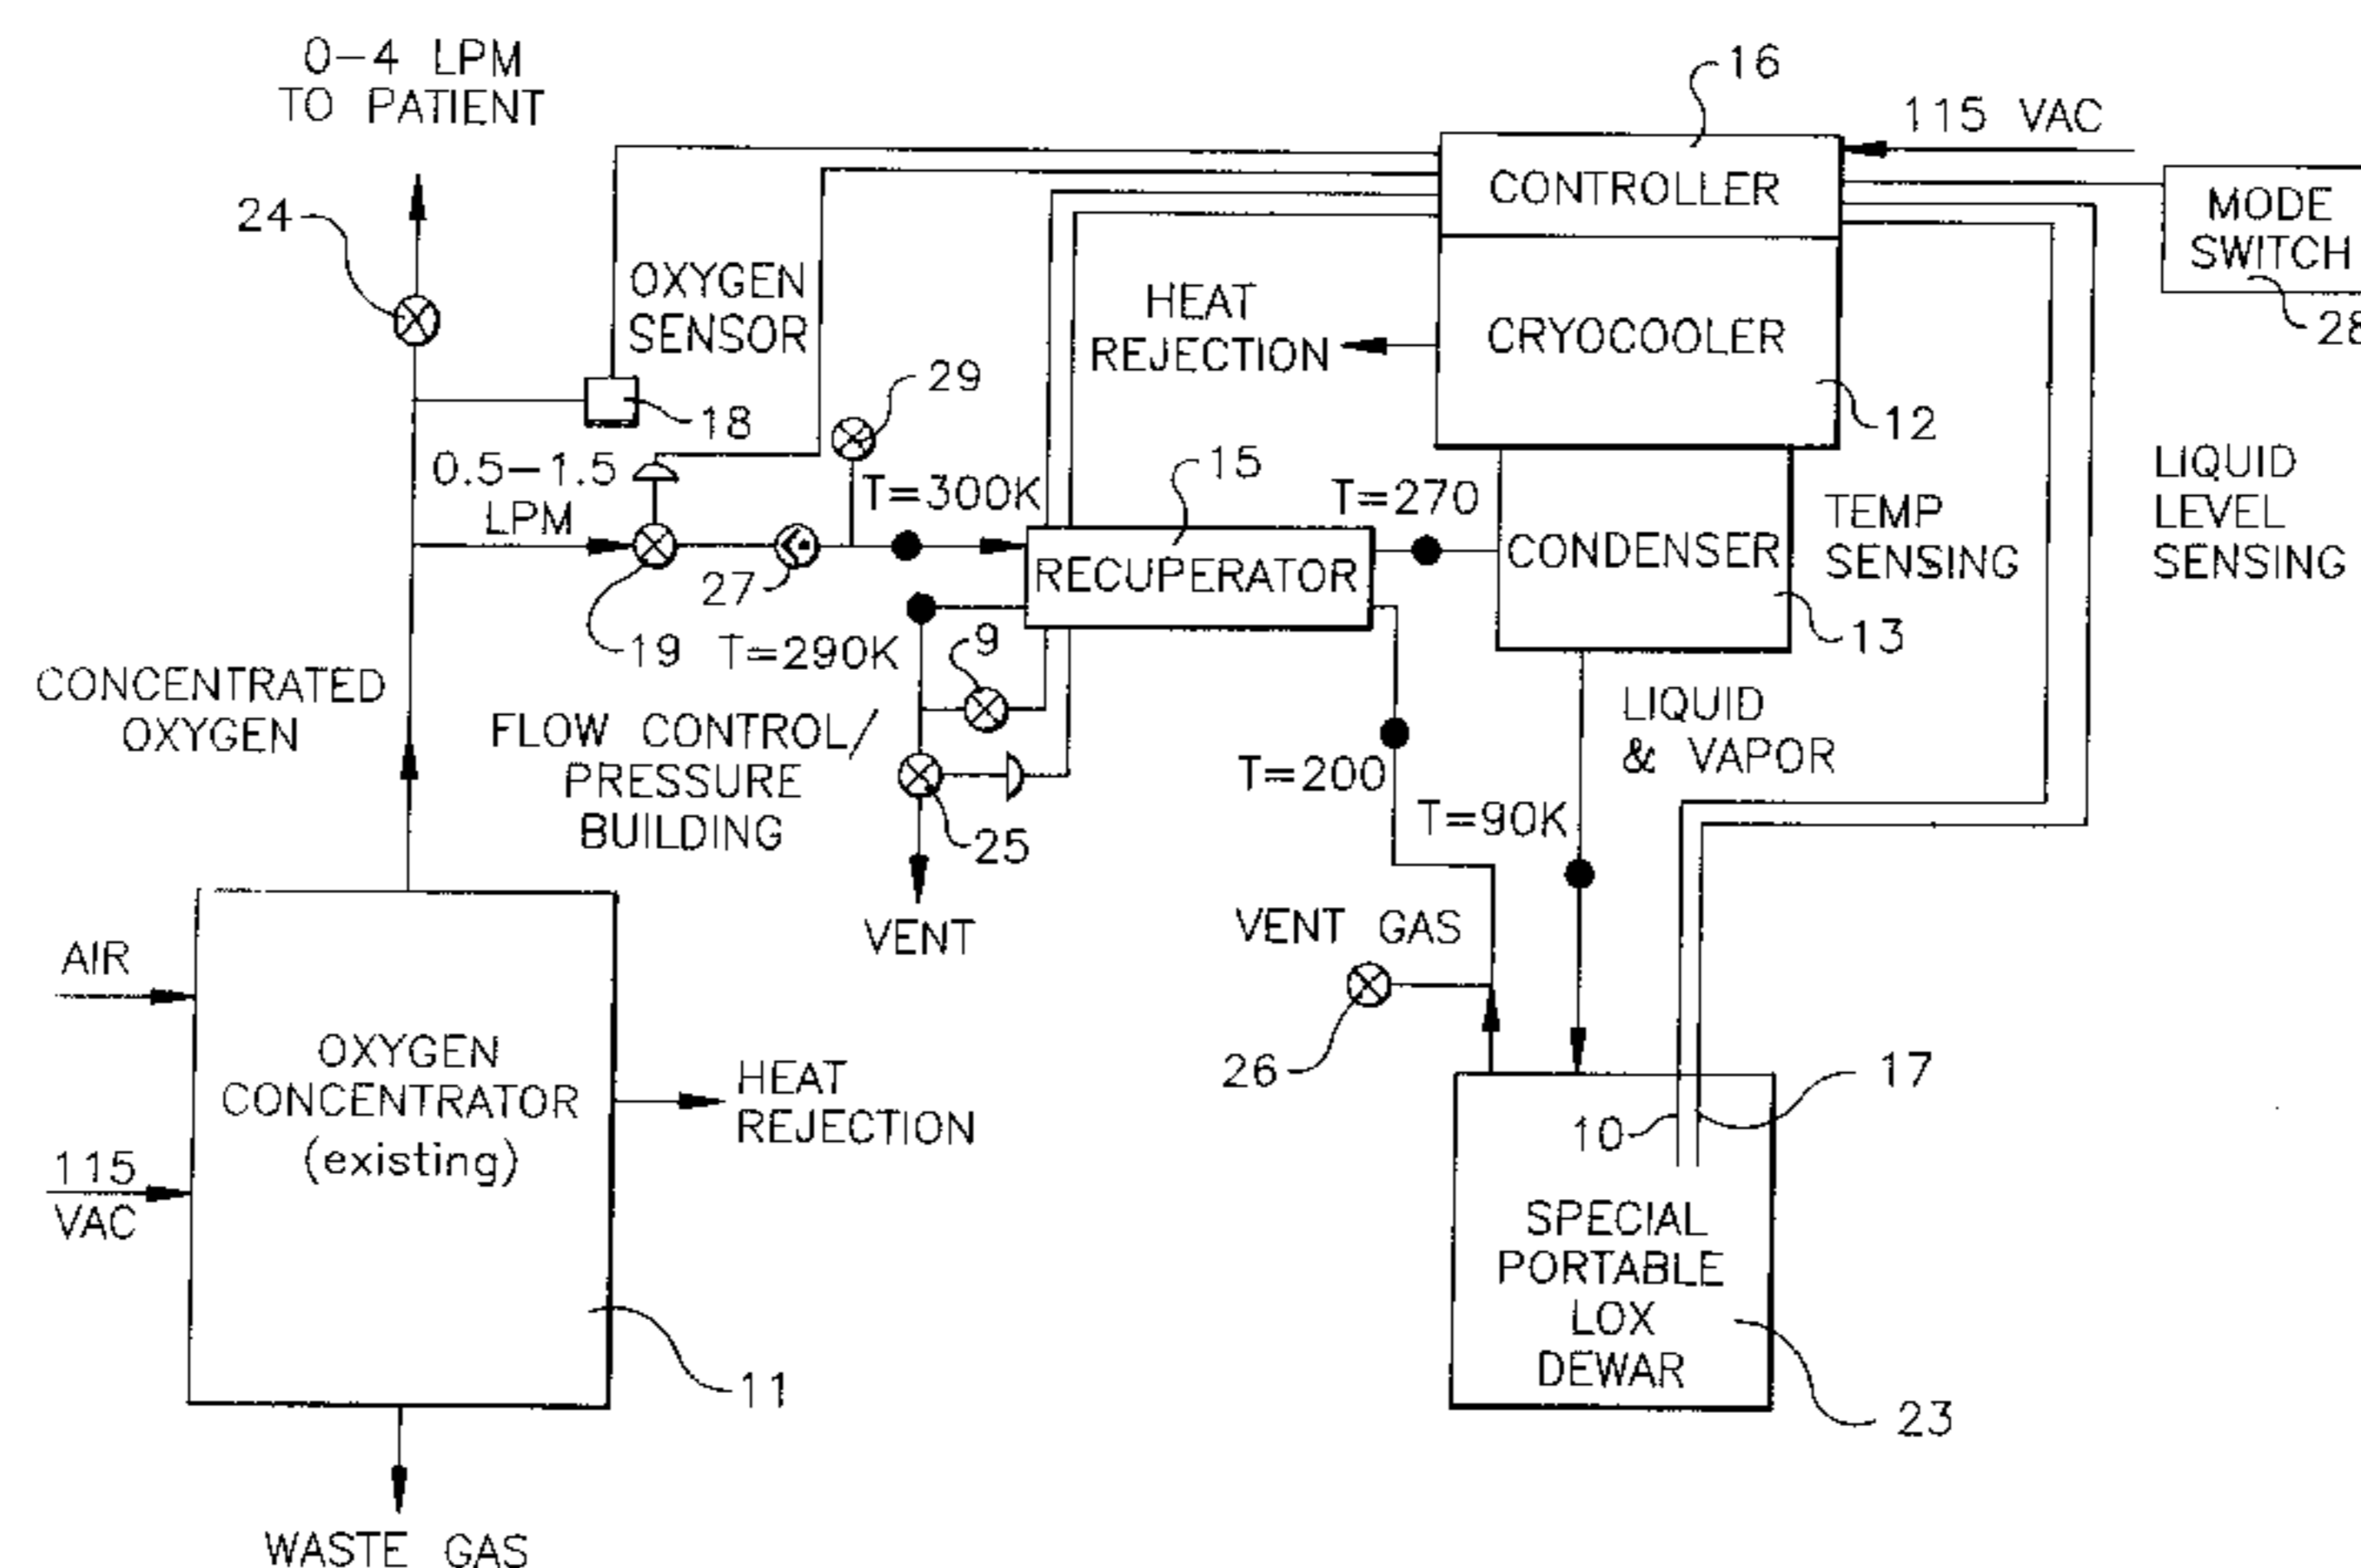 0-4 LPM
TO PATIENT
16
115 VAC
CONTROLLER
MODE
SWITCH
28
24
OXYGEN
SENSOR
HEAT
REJECTION
CRYOCOOLER
12
29
18
0.5-1.5
LPM
T=300K
15
T=270
CONDENSER
TEMP
SENSING
LIQUID
LEVEL
SENSING
RECUPERATOR
27
19
T=290K
9
13
CONCENTRATED
OXYGEN
FLOW CONTROL/
PRESSURE
BUILDING
25
LIQUID
& VAPOR
T=200
T=90K
VENT
VENT GAS
26
AIR
OXYGEN
CONCENTRATOR
(existing)
HEAT
REJECTION
115
VAC
11
10
17
SPECIAL
PORTABLE
LOX
DEWAR
23
WASTE GAS